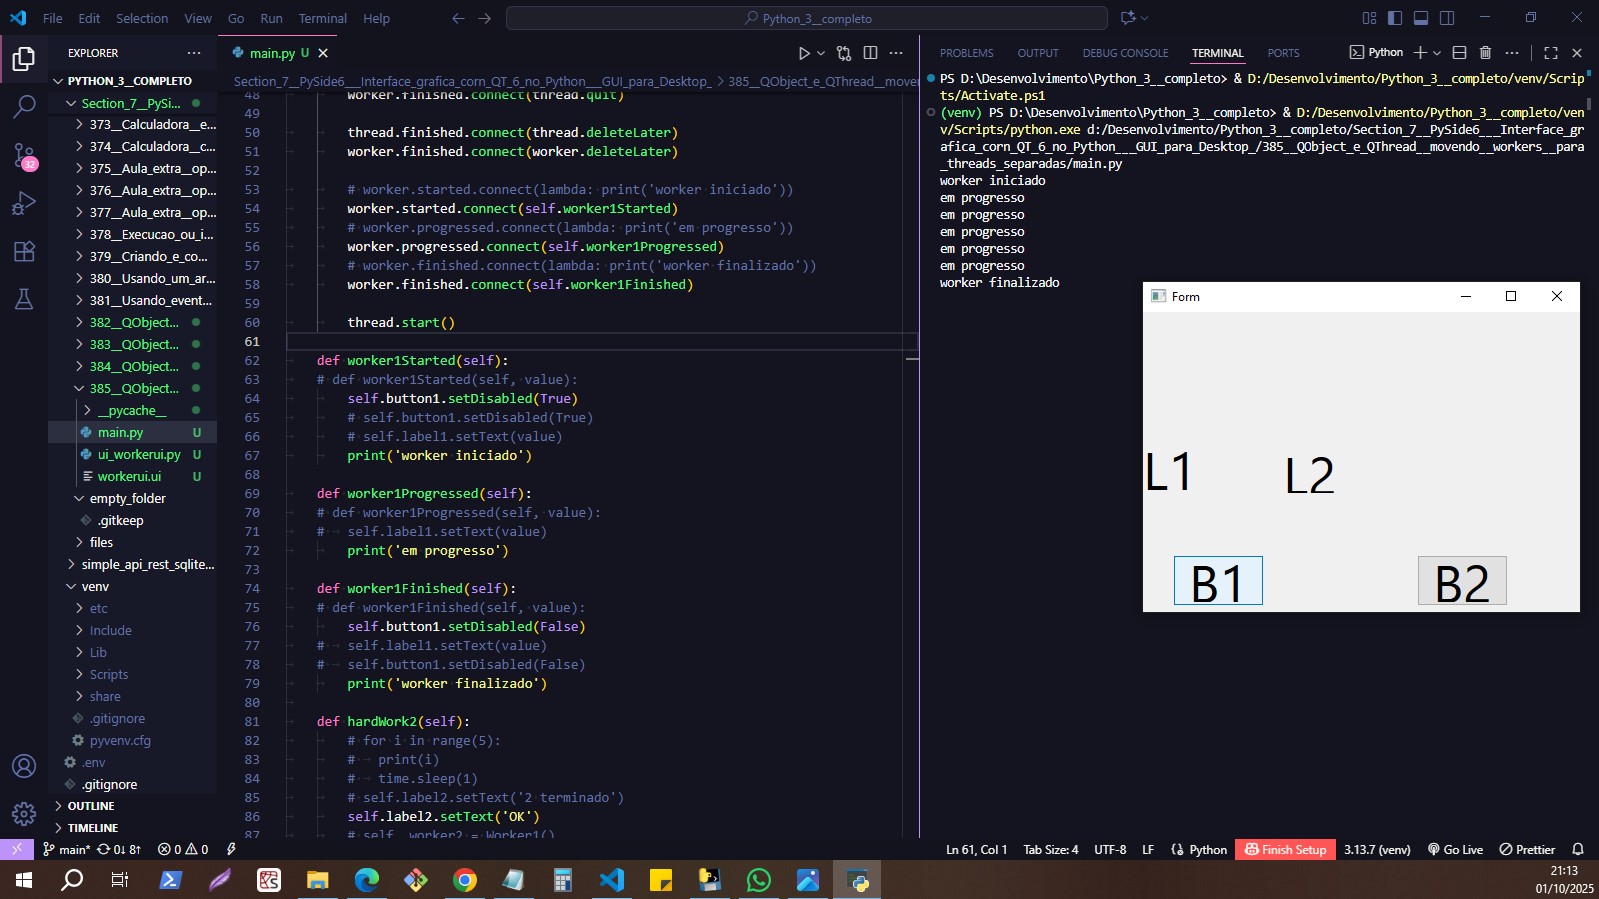 File Edit Selection View Go Run Terminal Help
Python_3__completo
EXPLORER
PYTHON_3__COMPLETO
Section_7__PySi...
373__Calculadora__e...
374__Calculadora__c...
375__Aula_extra__op...
376__Aula_extra__op...
377__Aula_extra__op...
378__Execucao_ou_i...
379__Criando_e_co...
380__Usando_um_ar...
381__Usando_event...
382__QObject...
383__QObject...
384__QObject...
385__QObject...
__pycache__
main.py U
ui_workerui.py U
workerui.ui U
empty_folder
.gitkeep
files
simple_api_rest_sqlite...
venv
etc
Include
Lib
Scripts
share
.gitignore
pyvenv.cfg
.env
.gitignore
OUTLINE
TIMELINE
32
main.py U
Section_7__PySide6___Interface_grafica_corn_QT_6_no_Python___GUI_para_Desktop_ > 385__QObject_e_QThread__mover
48 worker.finished.connect(thread.quit)
49
50 thread.finished.connect(thread.deleteLater)
51 worker.finished.connect(worker.deleteLater)
52
53 # worker.started.connect(lambda: print('worker iniciado'))
54 worker.started.connect(self.worker1Started)
55 # worker.progressed.connect(lambda: print('em progresso'))
56 worker.progressed.connect(self.worker1Progressed)
57 # worker.finished.connect(lambda: print('worker finalizado'))
58 worker.finished.connect(self.worker1Finished)
59
60 thread.start()
61
62 def worker1Started(self):
63 # def worker1Started(self, value):
64 self.button1.setDisabled(True)
65 # self.button1.setDisabled(True)
66 # self.label1.setText(value)
67 print('worker iniciado')
68
69 def worker1Progressed(self):
70 # def worker1Progressed(self, value):
71 # self.label1.setText(value)
72 print('em progresso')
73
74 def worker1Finished(self):
75 # def worker1Finished(self, value):
76 self.button1.setDisabled(False)
77 # self.label1.setText(value)
78 # self.button1.setDisabled(False)
79 print('worker finalizado')
80
81 def hardWork2(self):
82 # for i in range(5):
83 # print(i)
84 # time.sleep(1)
85 # self.label2.setText('2 terminado')
86 self.label2.setText('OK')
87 # self._worker2 = Worker1()
PROBLEMS OUTPUT DEBUG CONSOLE TERMINAL PORTS
Python
PS D:\Desenvolvimento\Python_3__completo> & D:/Desenvolvimento/Python_3__completo/venv/Scrip
ts/Activate.ps1
(venv) PS D:\Desenvolvimento\Python_3__completo> & D:/Desenvolvimento/Python_3__completo/ven
v/Scripts/python.exe d:/Desenvolvimento/Python_3__completo/Section_7__PySide6___Interface_gr
afica_corn_QT_6_no_Python___GUI_para_Desktop_/385__QObject_e_QThread__movendo__workers__para
_threads_separadas/main.py
worker iniciado
em progresso
em progresso
em progresso
em progresso
em progresso
worker finalizado
Form
L1 L2
B1 B2
main* 0↓ 8↑ 0 0
Ln 61, Col 1 Tab Size: 4 UTF-8 LF Python Finish Setup 3.13.7 (venv) Go Live Prettier
21:13
01/10/2025